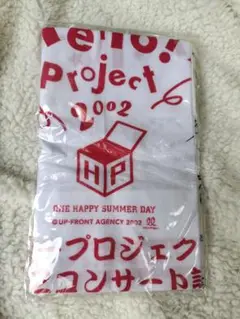 Hello!
Project
2002
HP
ONE HAPPY SUMMER DAY
©UP-FRONT AGENCY 2002
プロジェク
コンサート